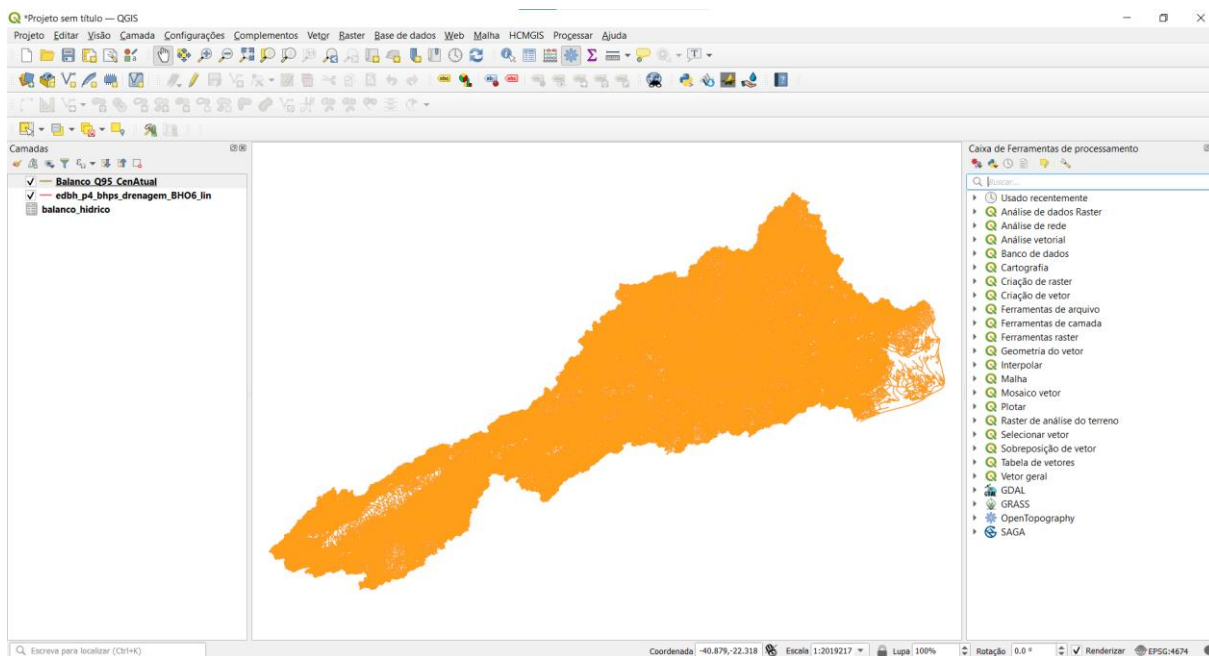 *Projeto sem título — QGIS
Projeto Editar Visão Camada Configurações Complementos Vetor Raster Base de dados Web Malha HCMGIS Processar Ajuda
Camadas
Balanco_Q95_CenAtual
edbh_p4_bhps_drenagem_BHO6_lin
balanco_hidrico
Caixa de Ferramentas de processamento
Buscar...
Usado recentemente
Análise de dados Raster
Análise de rede
Análise vetorial
Banco de dados
Cartografia
Criação de raster
Criação de vetor
Ferramentas de arquivo
Ferramentas de camada
Ferramentas raster
Geometria do vetor
Interpolar
Malha
Mosaico vetor
Plotar
Raster de análise do terreno
Selecionar vetor
Sobreposição de vetor
Tabela de vetores
Vetor geral
GDAL
GRASS
OpenTopography
SAGA
Escreva para localizar (Ctrl+K)
Coordenada -40.879,-22.318 Escala 1:2019217 Lupa 100% Rotação 0.0 ° Renderizar EPSG:4674